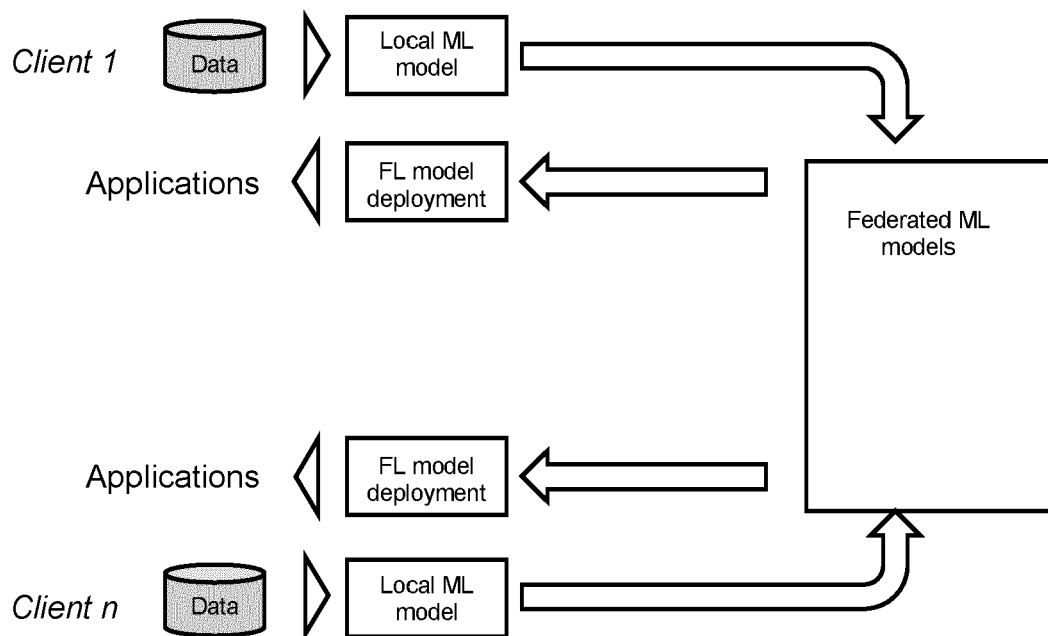 Client 1
Data
Local ML
model
Applications
FL model
deployment
Federated ML
models
Applications
FL model
deployment
Client n
Data
Local ML
model